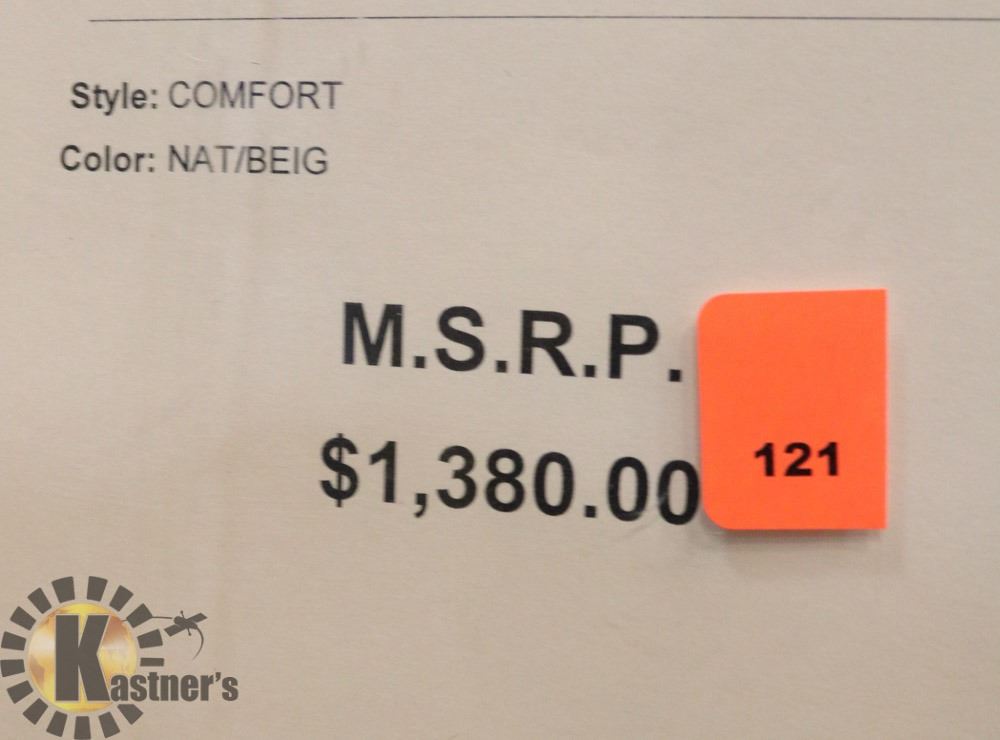 Style: COMFORT
Color: NAT/BEIG
M.S.R.P.
$1,380.00
121
Kastner's